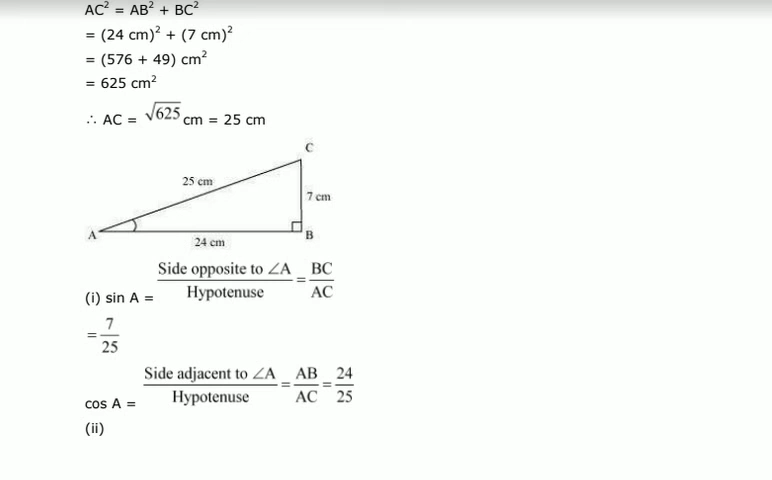 AC² = AB² + BC²
= (24 cm)² + (7 cm)²
= (576 + 49) cm²
= 625 cm²
∴ AC = √625 cm = 25 cm
C
25 cm
7 cm
A
B
24 cm
(i) sin A = Side opposite to ∠A / Hypotenuse = BC / AC
= 7 / 25
cos A = Side adjacent to ∠A / Hypotenuse = AB / AC = 24 / 25
(ii)